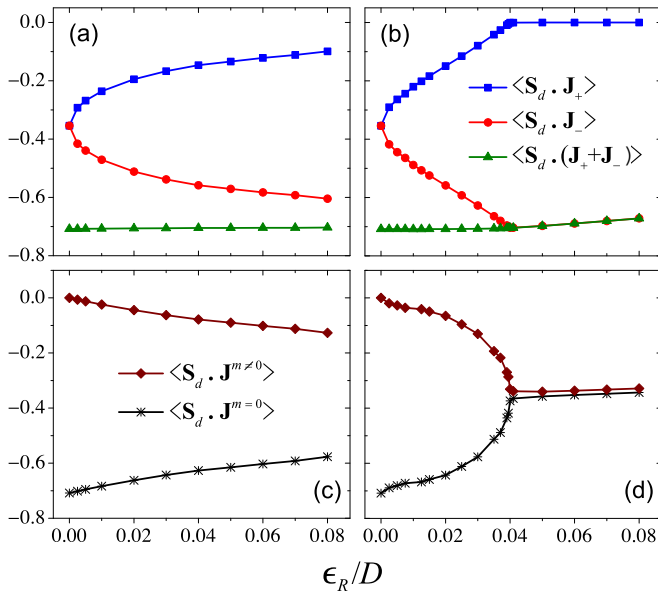 (a)
(b)
0.0
−0.2
−0.4
−0.6
−0.8
<S_d . J_+>
<S_d . J_−>
<S_d . (J_+ + J_−)>
0.0
−0.2
−0.4
−0.6
−0.8
<S_d . J^{m≠0}>
<S_d . J^{m=0}>
(c)
(d)
0.00 0.02 0.04 0.06 0.08 0.00 0.02 0.04 0.06 0.08
ϵ_R/D